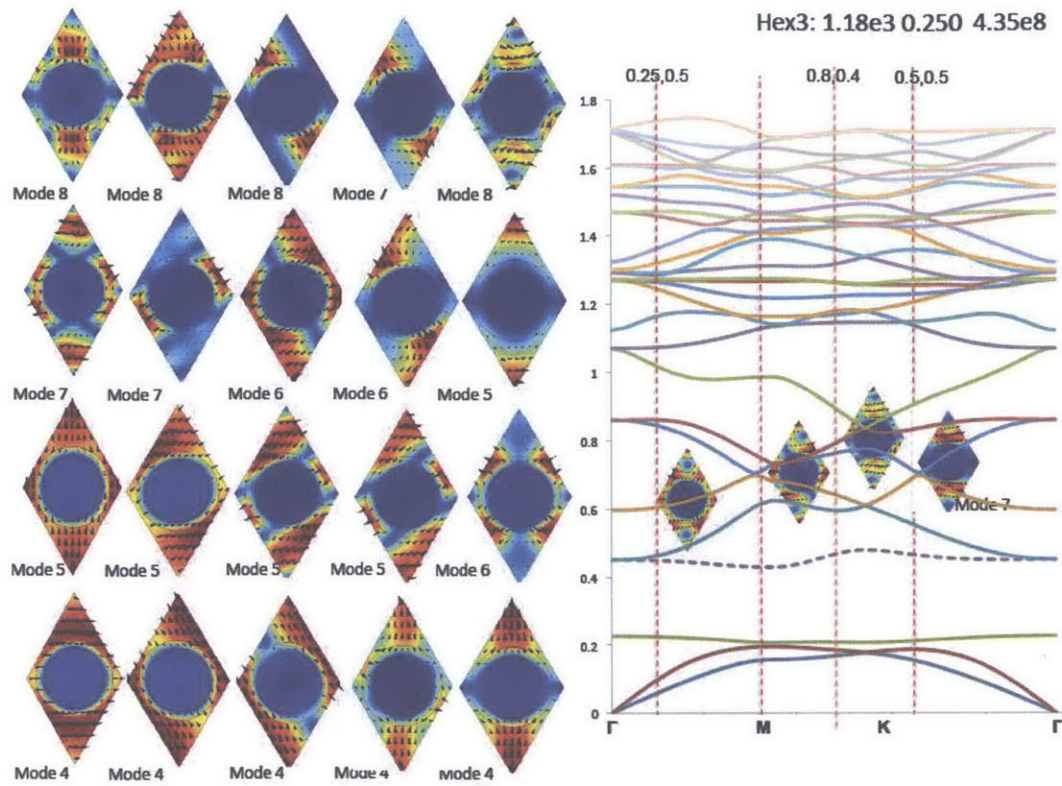 Hex3: 1.18e3 0.250 4.35e8
0.25,0.5 0.8,0.4 0.5,0.5
Mode 8 Mode 8 Mode 8 Mode 7 Mode 8
Mode 7 Mode 7 Mode 6 Mode 6 Mode 5
Mode 5 Mode 5 Mode 5 Mode 5 Mode 6
Mode 4 Mode 4 Mode 4 Mode 4 Mode 4
1.8
1.6
1.4
1.2
1
0.8
0.6
0.4
0.2
0
Mode 7
Γ M K Γ